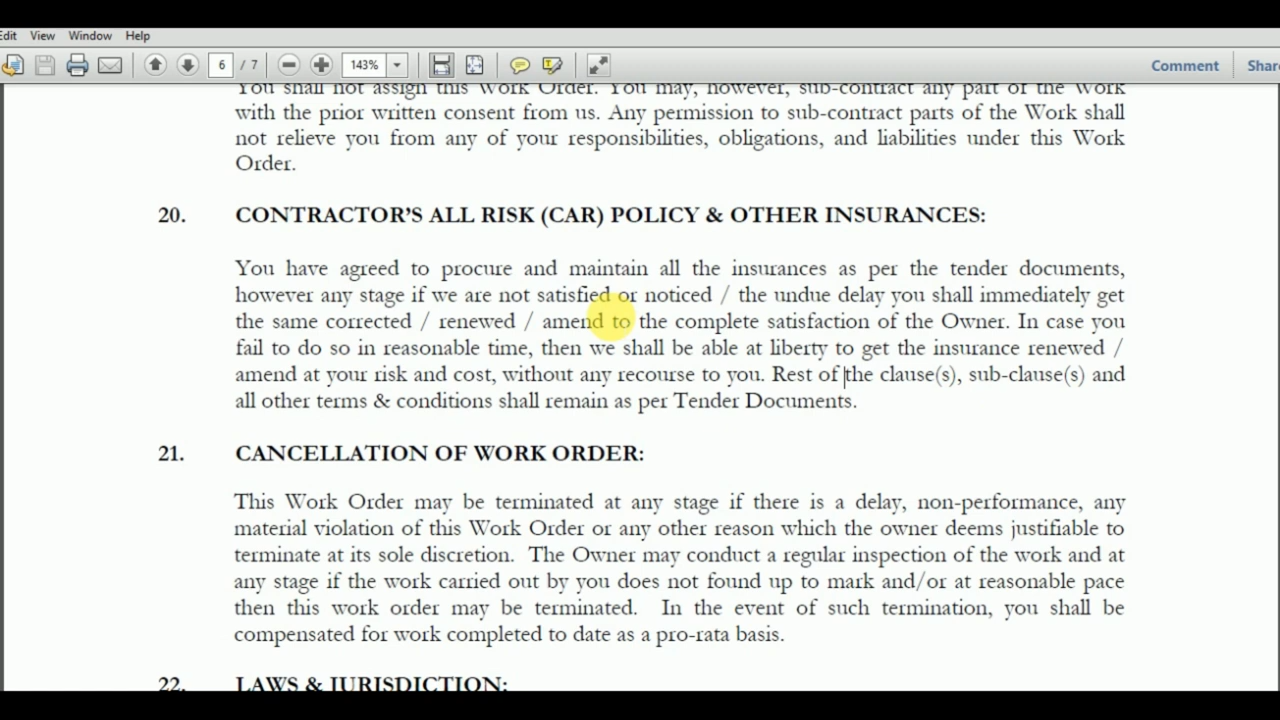 Edit View Window Help
6 / 7 143% Comment Shar
You shall not assign this Work Order. You may, however, sub-contract any part of the Work
with the prior written consent from us. Any permission to sub-contract parts of the Work shall
not relieve you from any of your responsibilities, obligations, and liabilities under this Work
Order.
20. CONTRACTOR'S ALL RISK (CAR) POLICY & OTHER INSURANCES:
You have agreed to procure and maintain all the insurances as per the tender documents,
however any stage if we are not satisfied or noticed / the undue delay you shall immediately get
the same corrected / renewed / amend to the complete satisfaction of the Owner. In case you
fail to do so in reasonable time, then we shall be able at liberty to get the insurance renewed /
amend at your risk and cost, without any recourse to you. Rest of the clause(s), sub-clause(s) and
all other terms & conditions shall remain as per Tender Documents.
21. CANCELLATION OF WORK ORDER:
This Work Order may be terminated at any stage if there is a delay, non-performance, any
material violation of this Work Order or any other reason which the owner deems justifiable to
terminate at its sole discretion. The Owner may conduct a regular inspection of the work and at
any stage if the work carried out by you does not found up to mark and/or at reasonable pace
then this work order may be terminated. In the event of such termination, you shall be
compensated for work completed to date as a pro-rata basis.
22. LAWS & JURISDICTION: